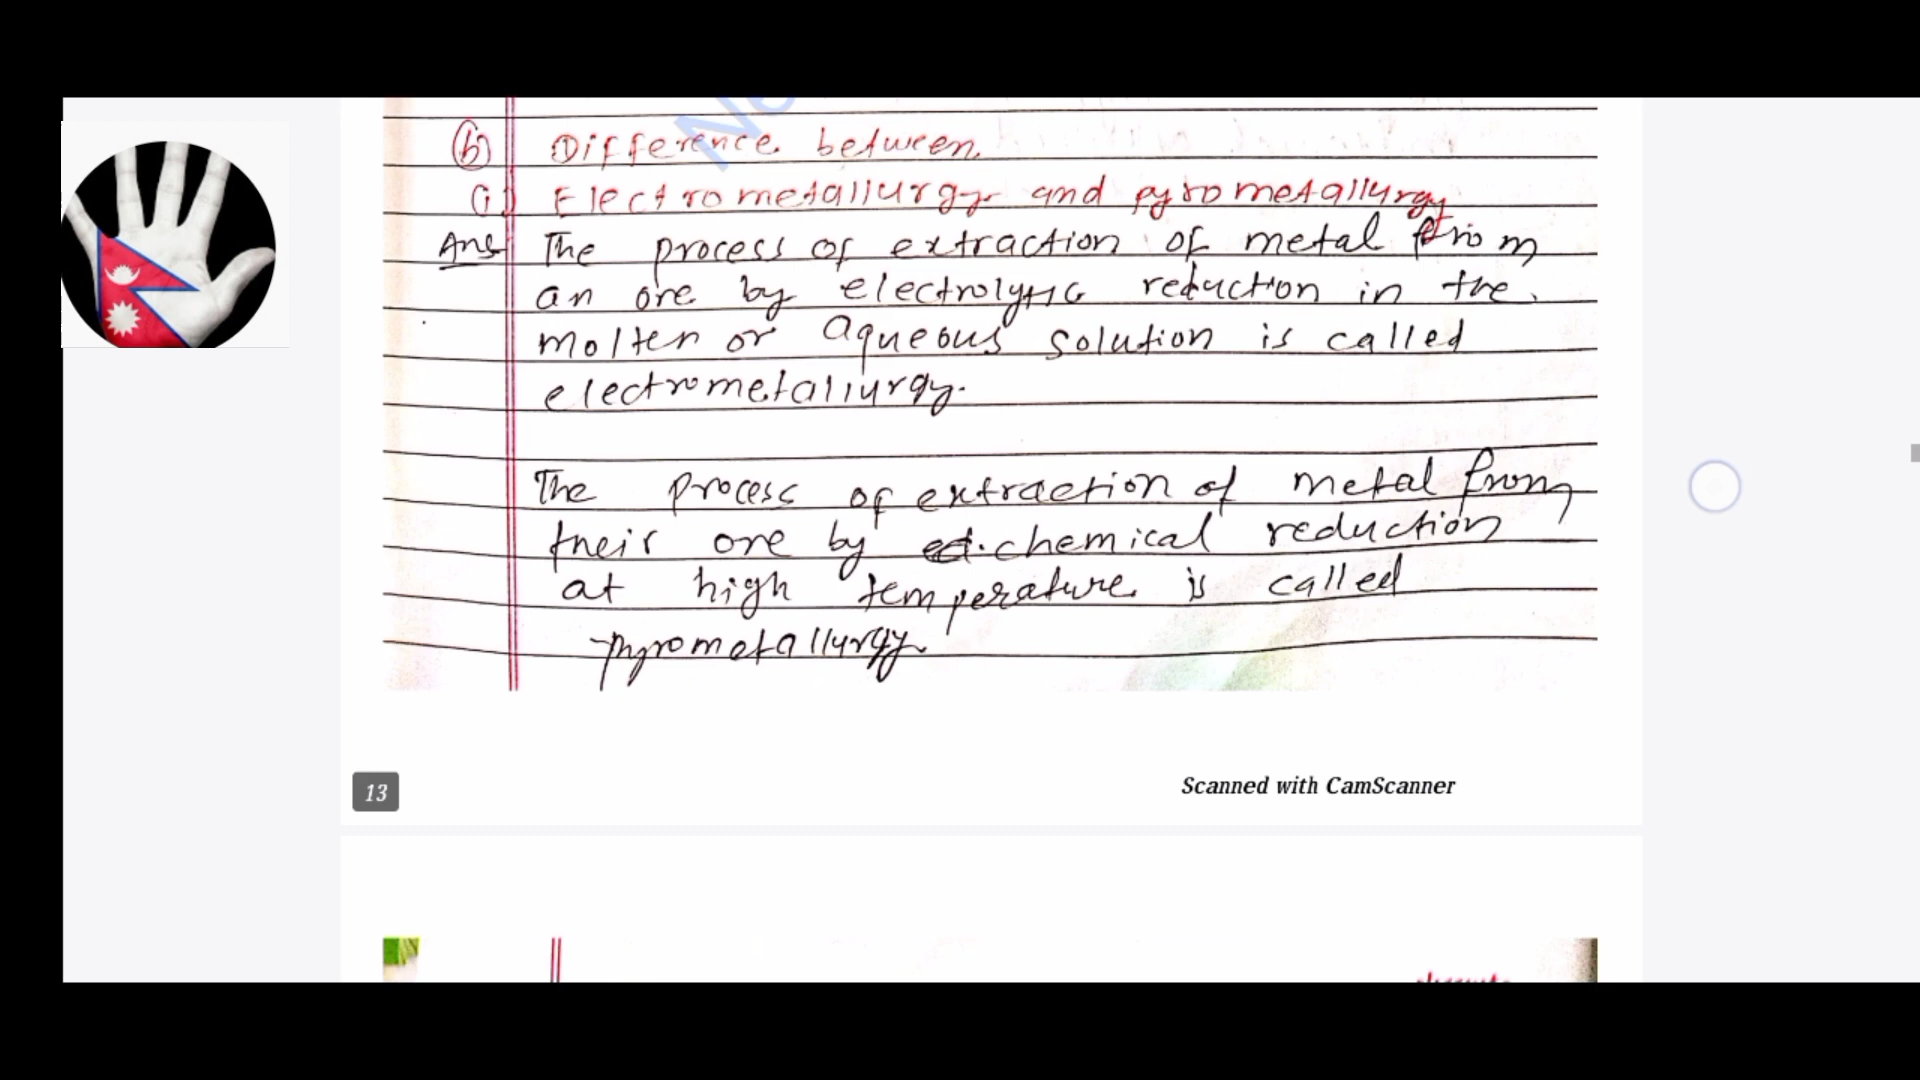 (b) Difference between
(i) Electrometallurgy and pyrometallurgy
Ans The process of extraction of metal from
an ore by electrolytic reduction in the
molten or aqueous solution is called
electrometallurgy.
The process of extraction of metal from
their ore by chemical reduction
at high temperature is called
pyrometallurgy.
13
Scanned with CamScanner